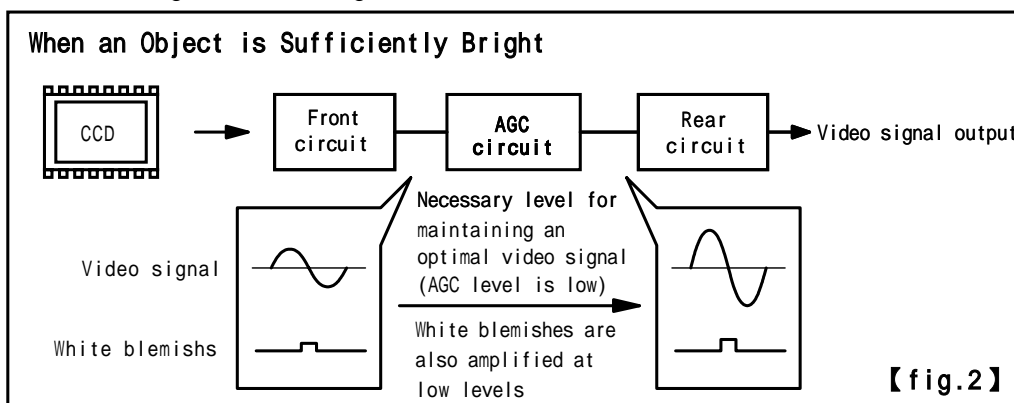 When an Object is Sufficiently Bright
CCD
Front
circuit
AGC
circuit
Rear
circuit
Video signal output
Necessary level for
maintaining an
optimal video signal
(AGC level is low)
Video signal
White blemishs
White blemishes are
also amplified at
low levels
【fig.2】